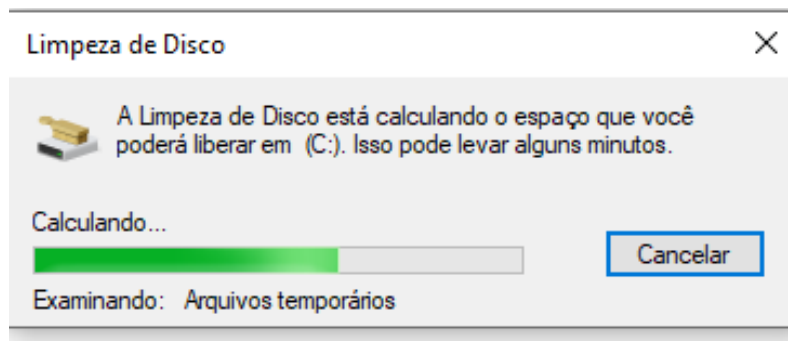 Limpeza de Disco
A Limpeza de Disco está calculando o espaço que você
poderá liberar em  (C:). Isso pode levar alguns minutos.
Calculando...
Cancelar
Examinando:   Arquivos temporários